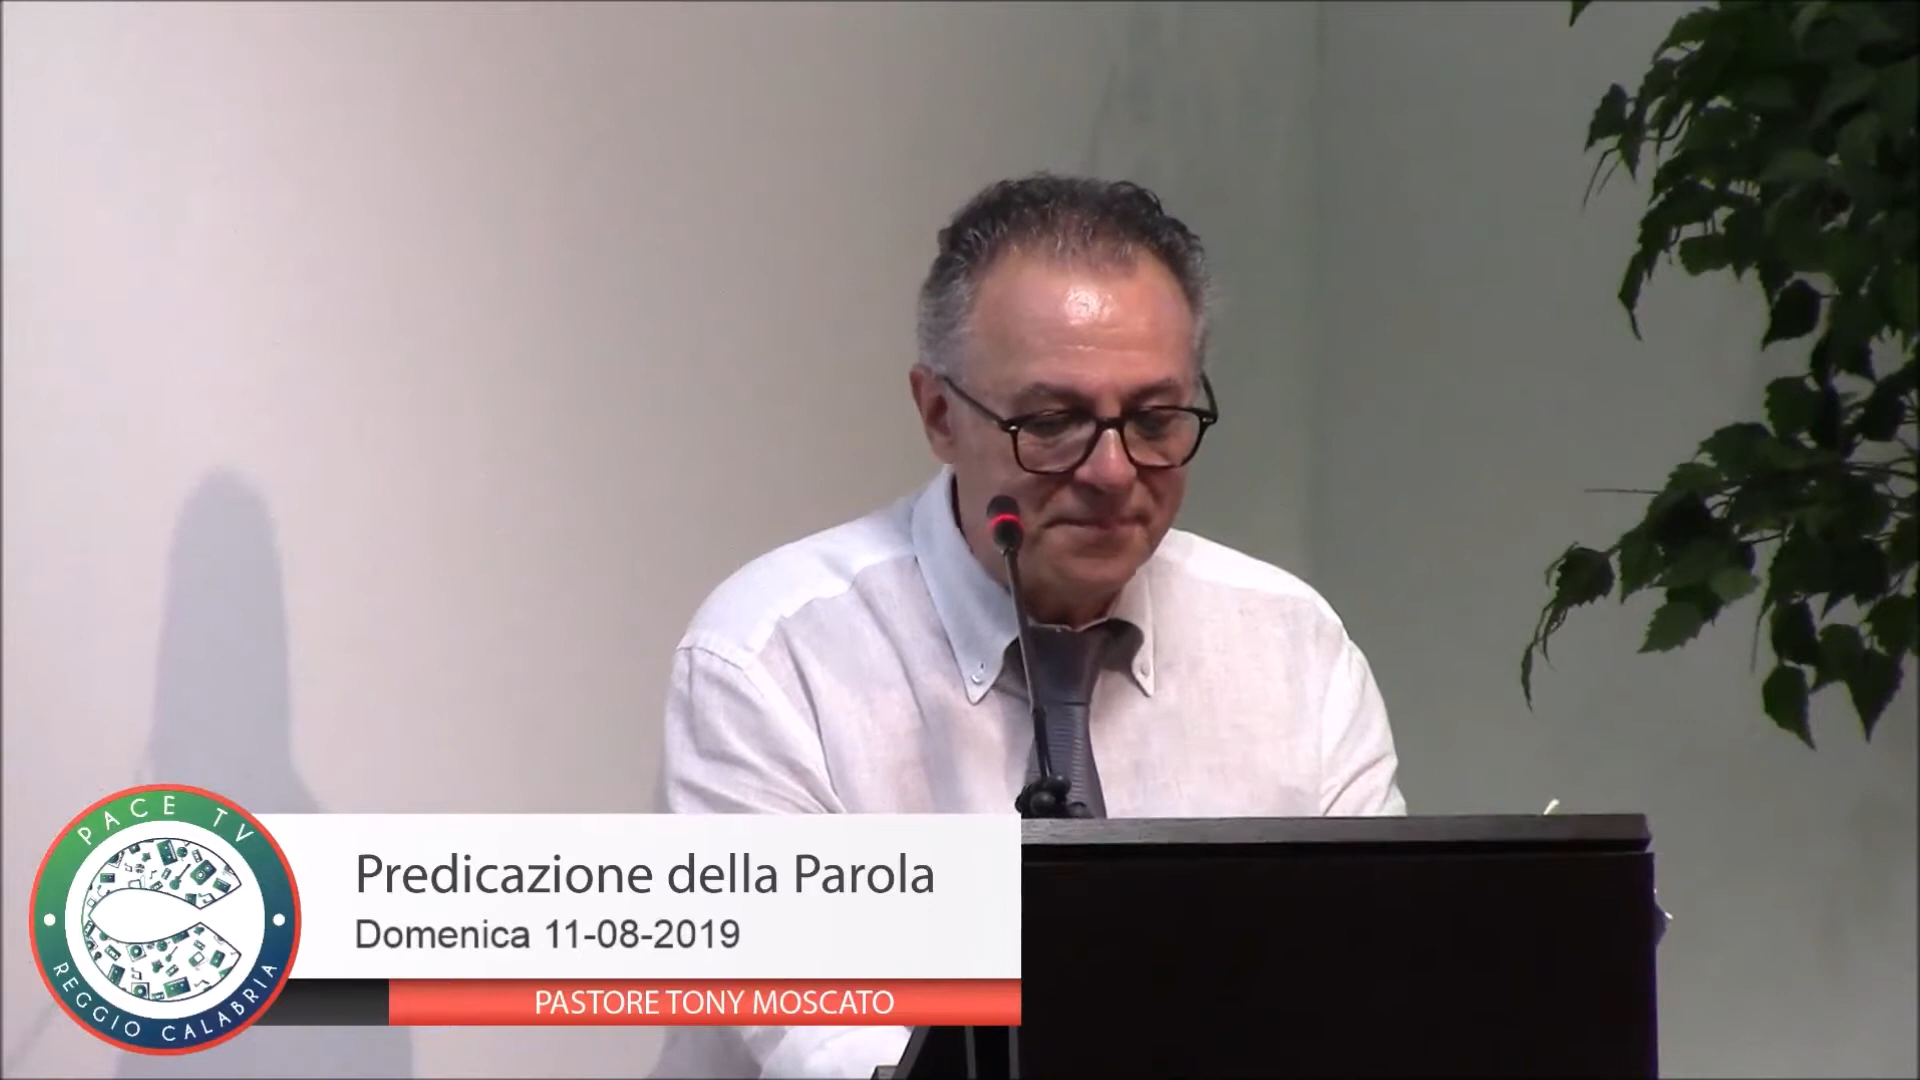 Predicazione della Parola
Domenica 11-08-2019
PASTORE TONY MOSCATO
PACE TV
REGGIO CALABRIA